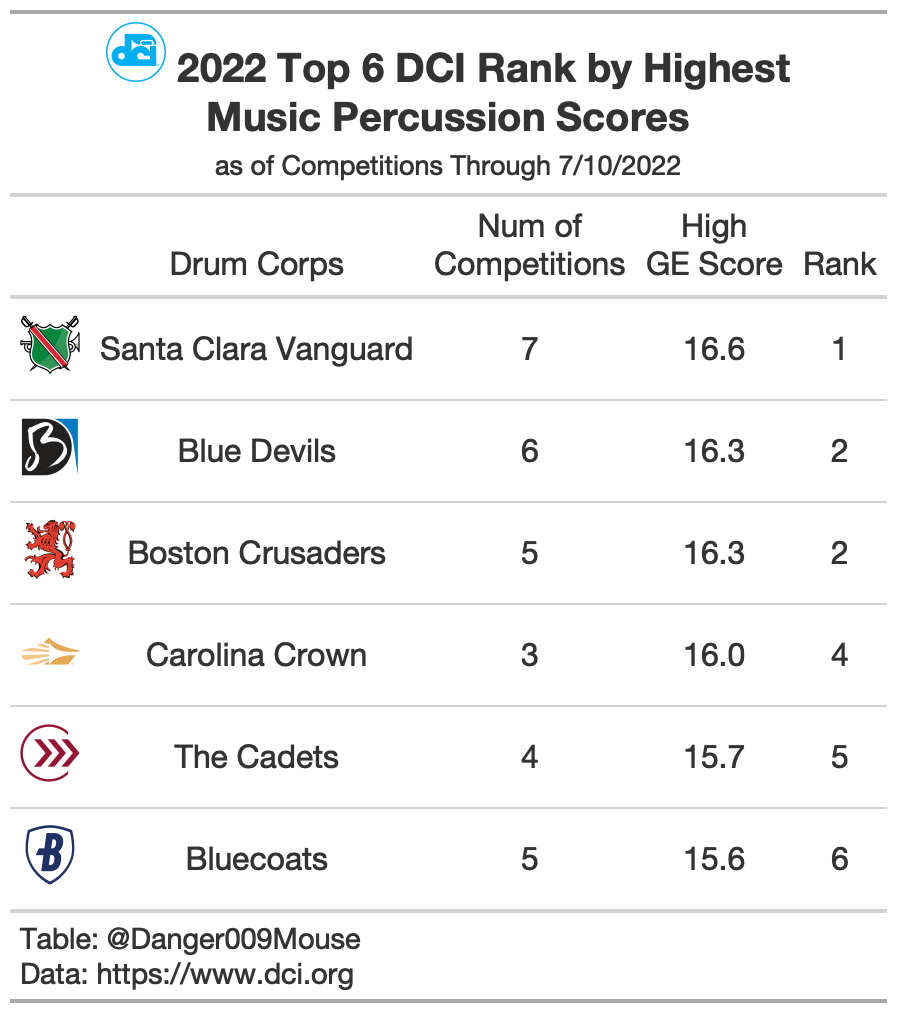 dci
2022 Top 6 DCI Rank by Highest
Music Percussion Scores
as of Competitions Through 7/10/2022
Drum Corps Num of Competitions High GE Score Rank
Santa Clara Vanguard 7 16.6 1
B Blue Devils 6 16.3 2
Boston Crusaders 5 16.3 2
Carolina Crown 3 16.0 4
The Cadets 4 15.7 5
B Bluecoats 5 15.6 6
Table: @Danger009Mouse
Data: https://www.dci.org